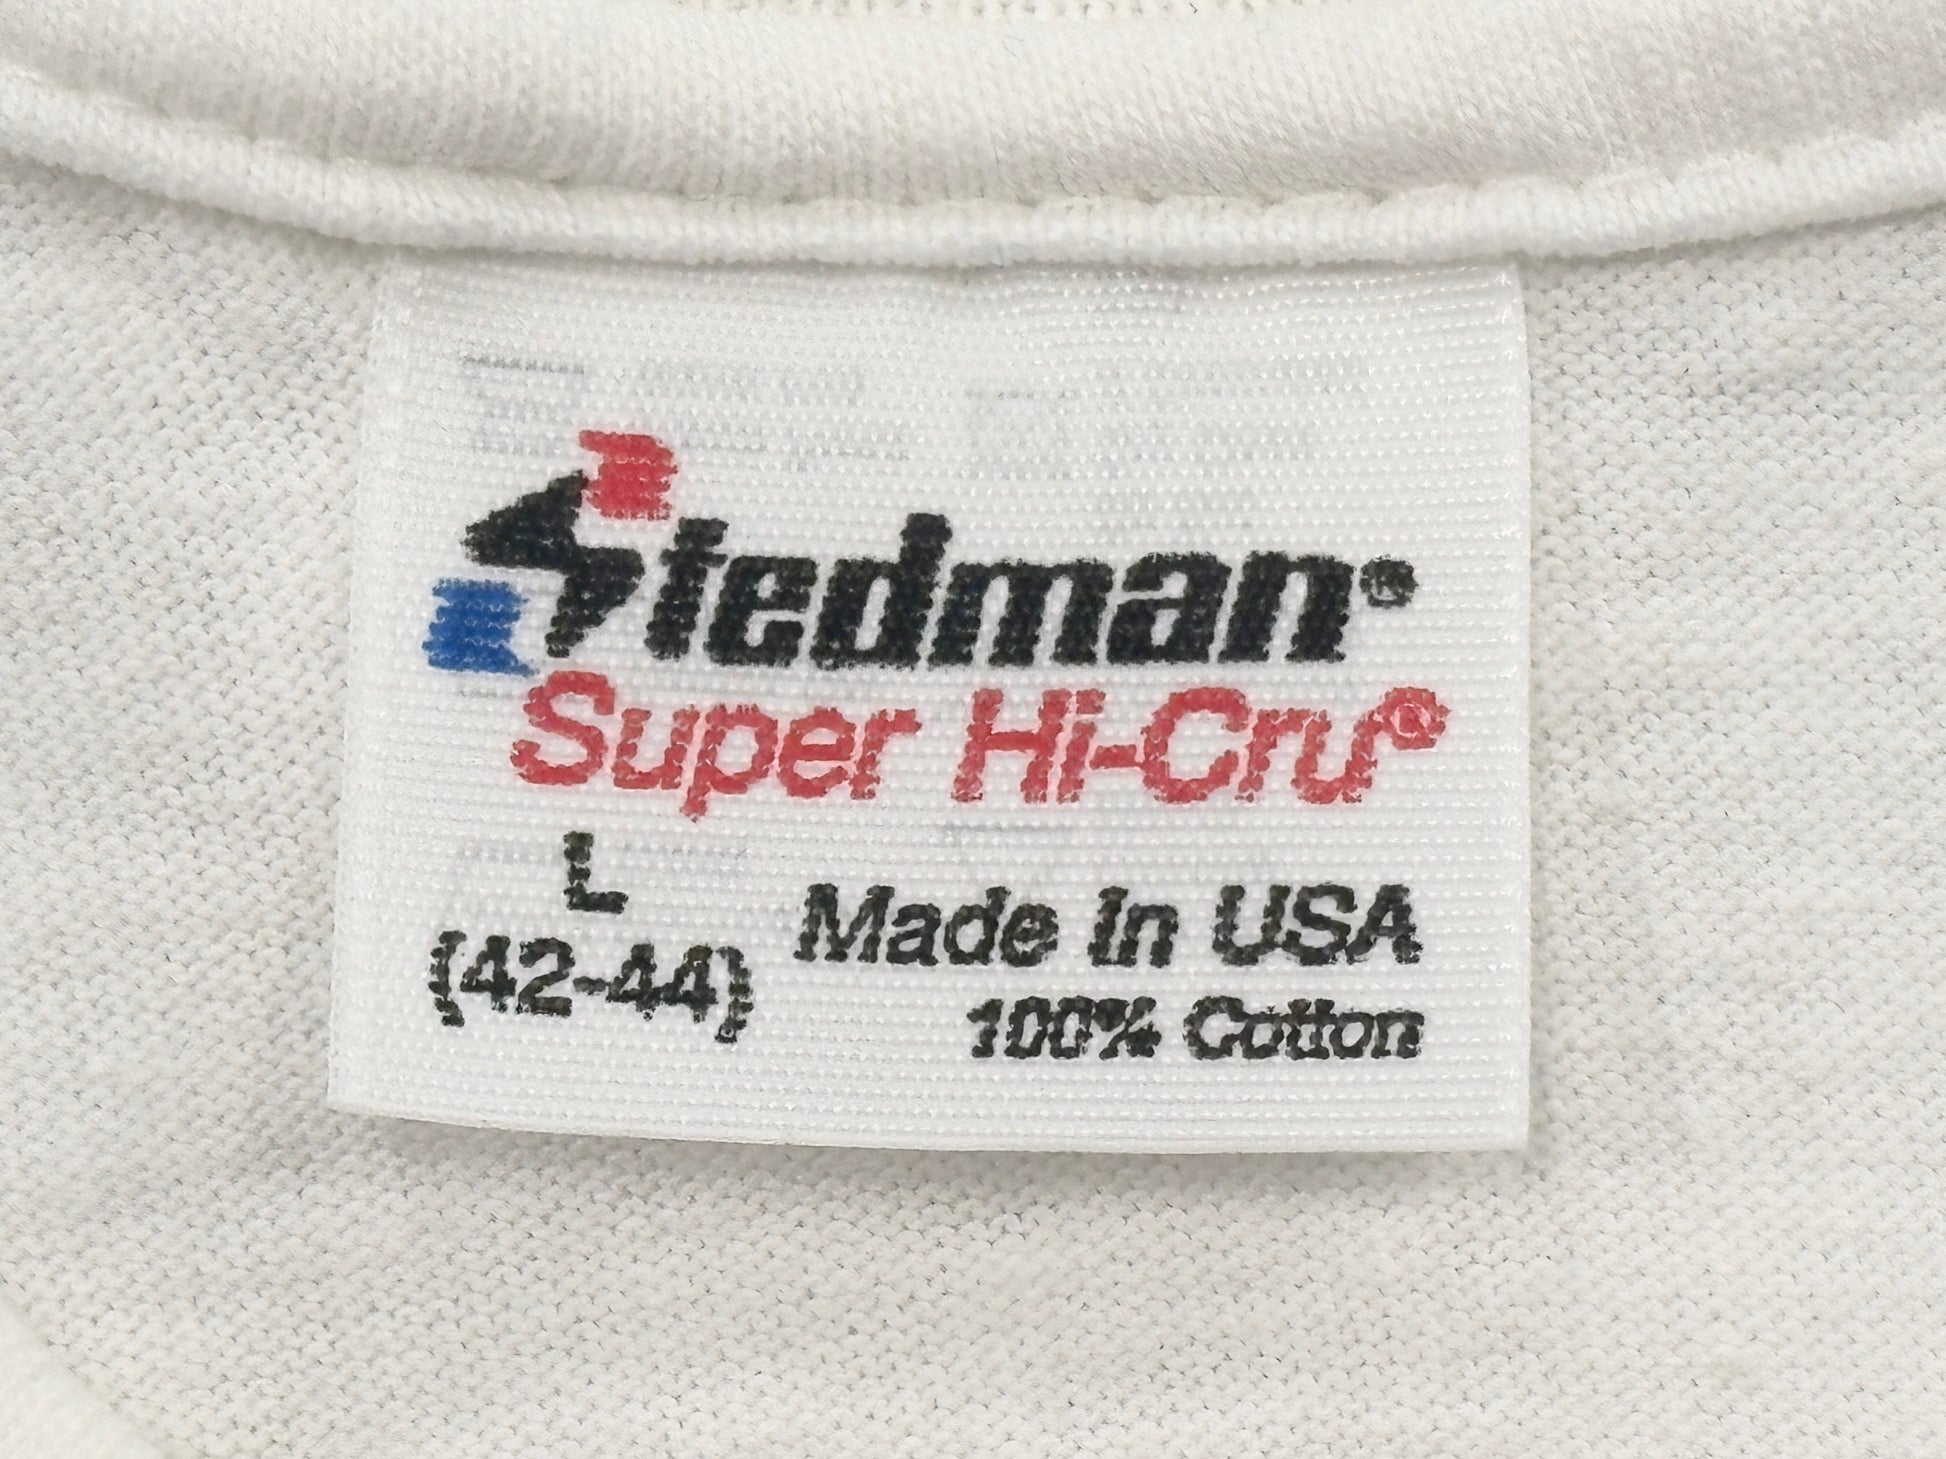 Stedman®
Super Hi-Cru®
L
(42-44)
Made In USA
100% Cotton